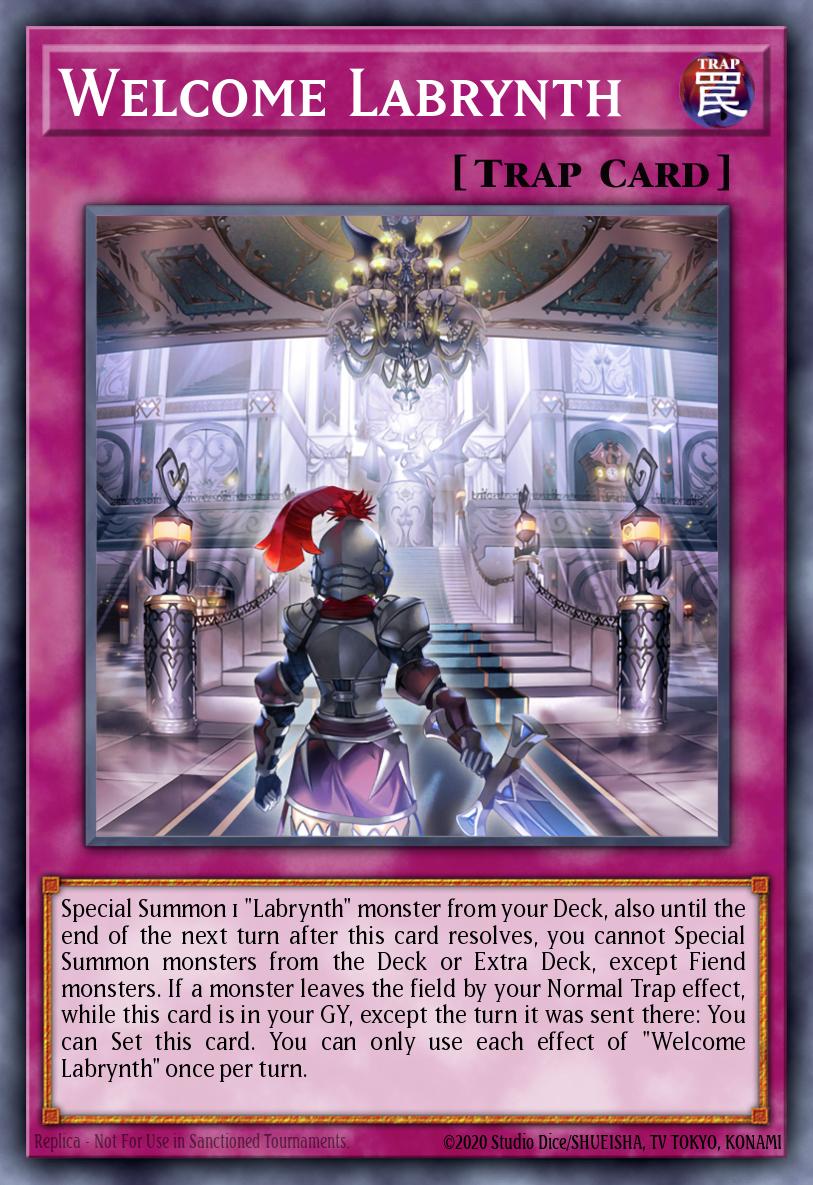 WELCOME LABRYNTH
TRAP
罠
[TRAP CARD]
Special Summon 1 "Labrynth" monster from your Deck, also until the
end of the next turn after this card resolves, you cannot Special
Summon monsters from the Deck or Extra Deck, except Fiend
monsters. If a monster leaves the field by your Normal Trap effect,
while this card is in your GY, except the turn it was sent there: You
can Set this card. You can only use each effect of "Welcome
Labrynth" once per turn.
Replica - Not For Use in Sanctioned Tournaments.
©2020 Studio Dice/SHUEISHA, TV TOKYO, KONAMI